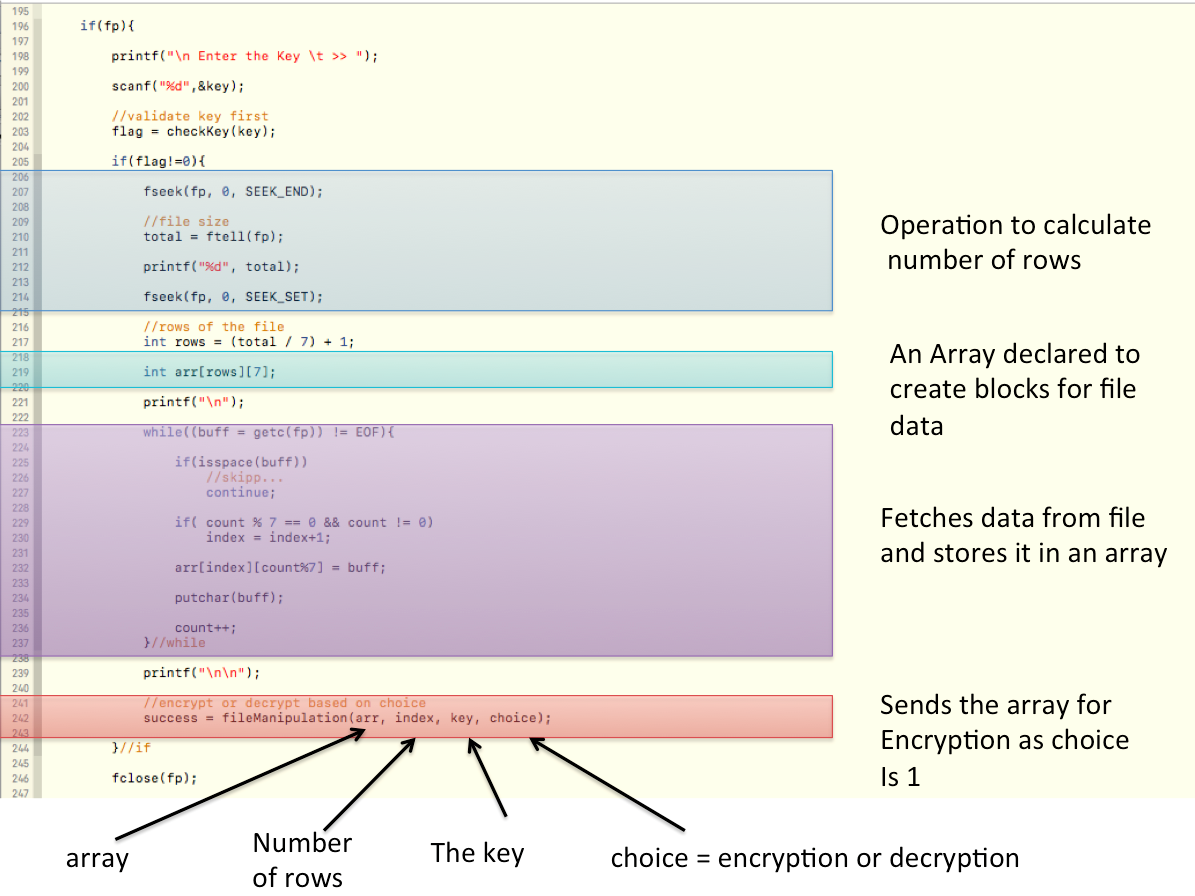 195
196 if(fp){
197
198 printf("\n Enter the Key \t >> ");
199
200 scanf("%d",&key);
201
202 //validate key first
203 flag = checkKey(key);
204
205 if(flag!=0){
206
207 fseek(fp, 0, SEEK_END);
208
209 //file size
210 total = ftell(fp);
211
212 printf("%d", total);
213
214 fseek(fp, 0, SEEK_SET);
215
216 //rows of the file
217 int rows = (total / 7) + 1;
218
219 int arr[rows][7];
220
221 printf("\n");
222
223 while((buff = getc(fp)) != EOF){
224
225 if(isspace(buff))
226 //skipp...
227 continue;
228
229 if( count % 7 == 0 && count != 0)
230 index = index+1;
231
232 arr[index][count%7] = buff;
233
234 putchar(buff);
235
236 count++;
237 }//while
238
239 printf("\n\n");
240
241 //encrypt or decrypt based on choice
242 success = fileManipulation(arr, index, key, choice);
243
244 }//if
245
246 fclose(fp);
247
Operation to calculate
number of rows
An Array declared to
create blocks for file
data
Fetches data from file
and stores it in an array
Sends the array for
Encryption as choice
Is 1
array
Number
of rows
The key
choice = encryption or decryption